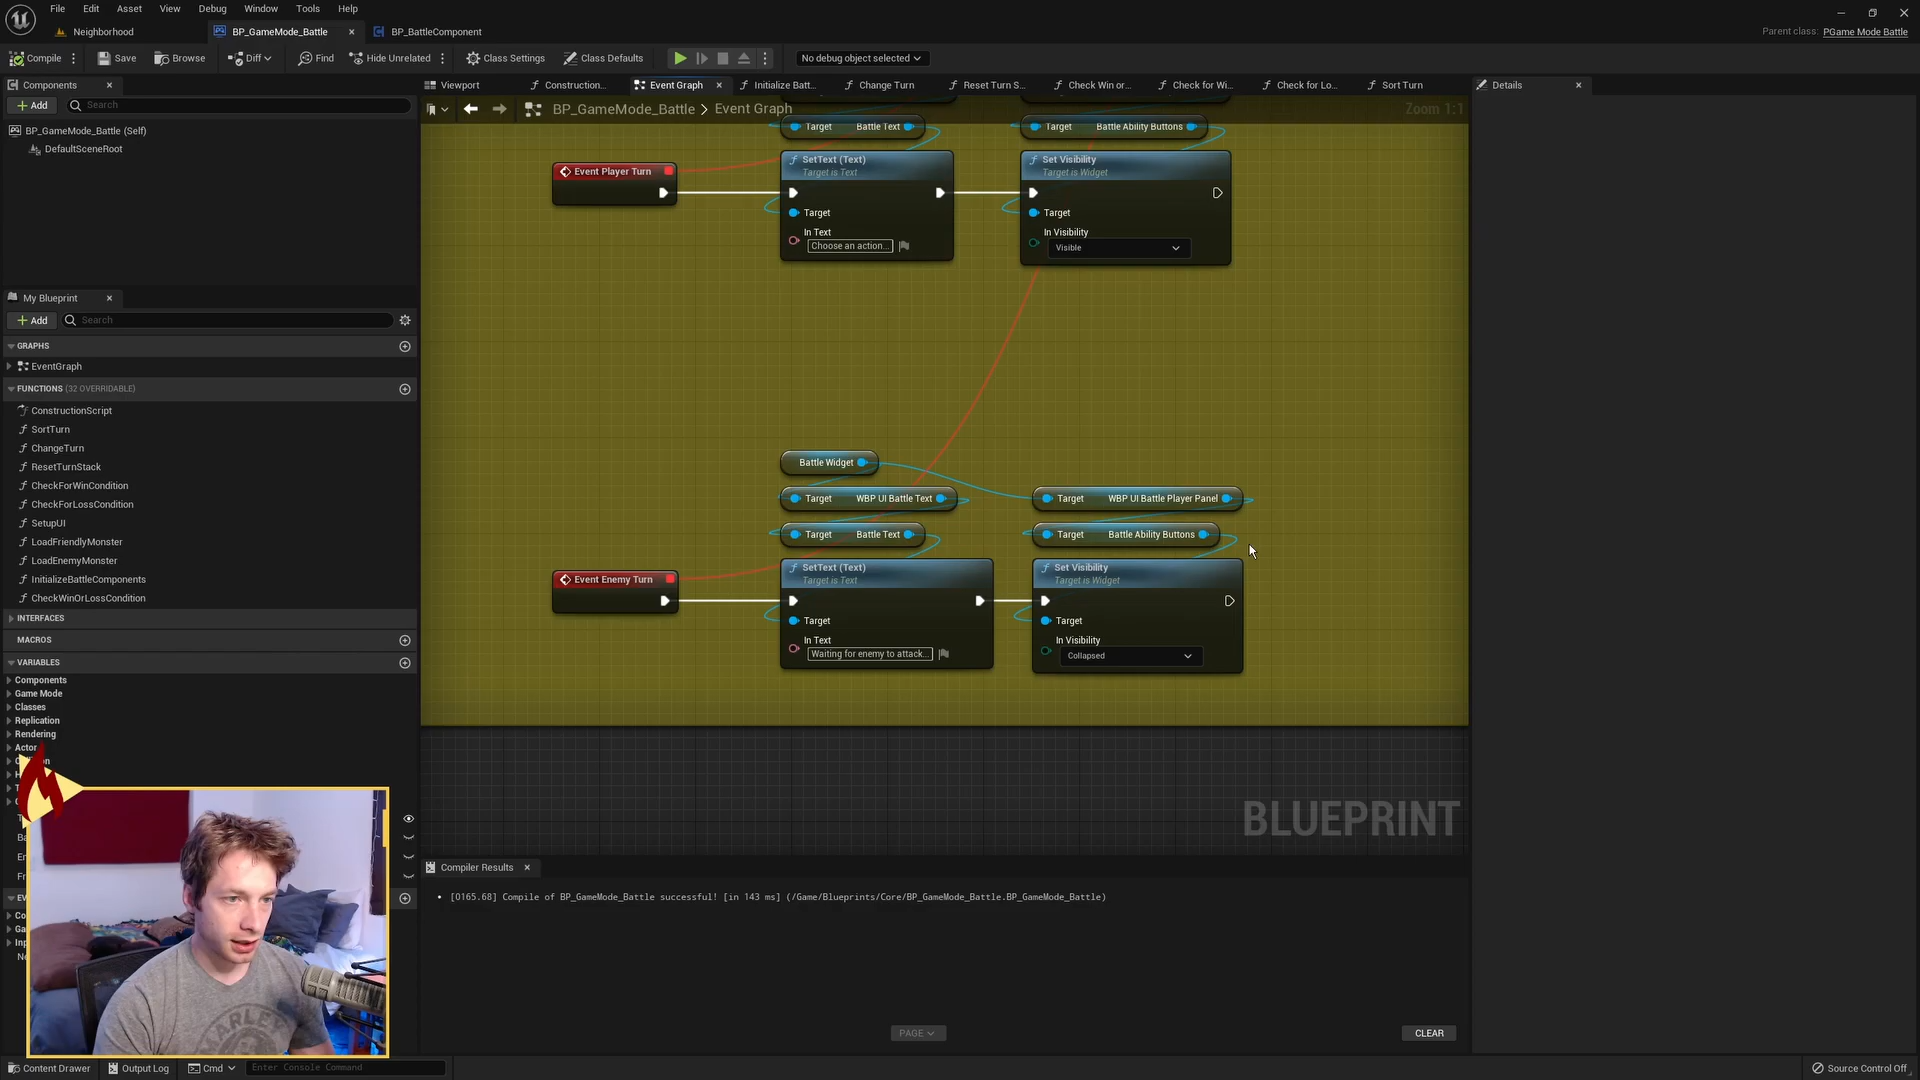 File Edit Asset View Debug Window Tools Help
Neighborhood BP_GameMode_Battle BP_BattleComponent
Parent class: PGame Mode Battle
Compile Save Browse Diff Find Hide Unrelated Class Settings Class Defaults No debug object selected
Components
Add Search
BP_GameMode_Battle (Self)
DefaultSceneRoot
My Blueprint
Add Search
GRAPHS
EventGraph
FUNCTIONS (32 OVERRIDABLE)
ConstructionScript
SortTurn
ChangeTurn
ResetTurnStack
CheckForWinCondition
CheckForLossCondition
SetupUI
LoadFriendlyMonster
LoadEnemyMonster
InitializeBattleComponents
CheckWinOrLossCondition
INTERFACES
MACROS
VARIABLES
Components
Game Mode
Classes
Replication
Rendering
Actor
Viewport Construction... Event Graph Initialize Batt... Change Turn Reset Turn S... Check Win or... Check for Wi... Check for Lo... Sort Turn
BP_GameMode_Battle > Event Graph
Zoom 1:1
Target Battle Text
Target Battle Ability Buttons
Event Player Turn
SetText (Text)
Target is Text
Target
In Text
Choose an action...
Set Visibility
Target is Widget
Target
In Visibility
Visible
Battle Widget
Target WBP UI Battle Text
Target WBP UI Battle Player Panel
Target Battle Text
Target Battle Ability Buttons
Event Enemy Turn
SetText (Text)
Target is Text
Target
In Text
Waiting for enemy to attack...
Set Visibility
Target is Widget
Target
In Visibility
Collapsed
BLUEPRINT
Details
Compiler Results
[0165.68] Compile of BP_GameMode_Battle successful! [in 143 ms] (/Game/Blueprints/Core/BP_GameMode_Battle.BP_GameMode_Battle)
PAGE
CLEAR
Content Drawer Output Log Cmd Enter Console Command
Source Control Off